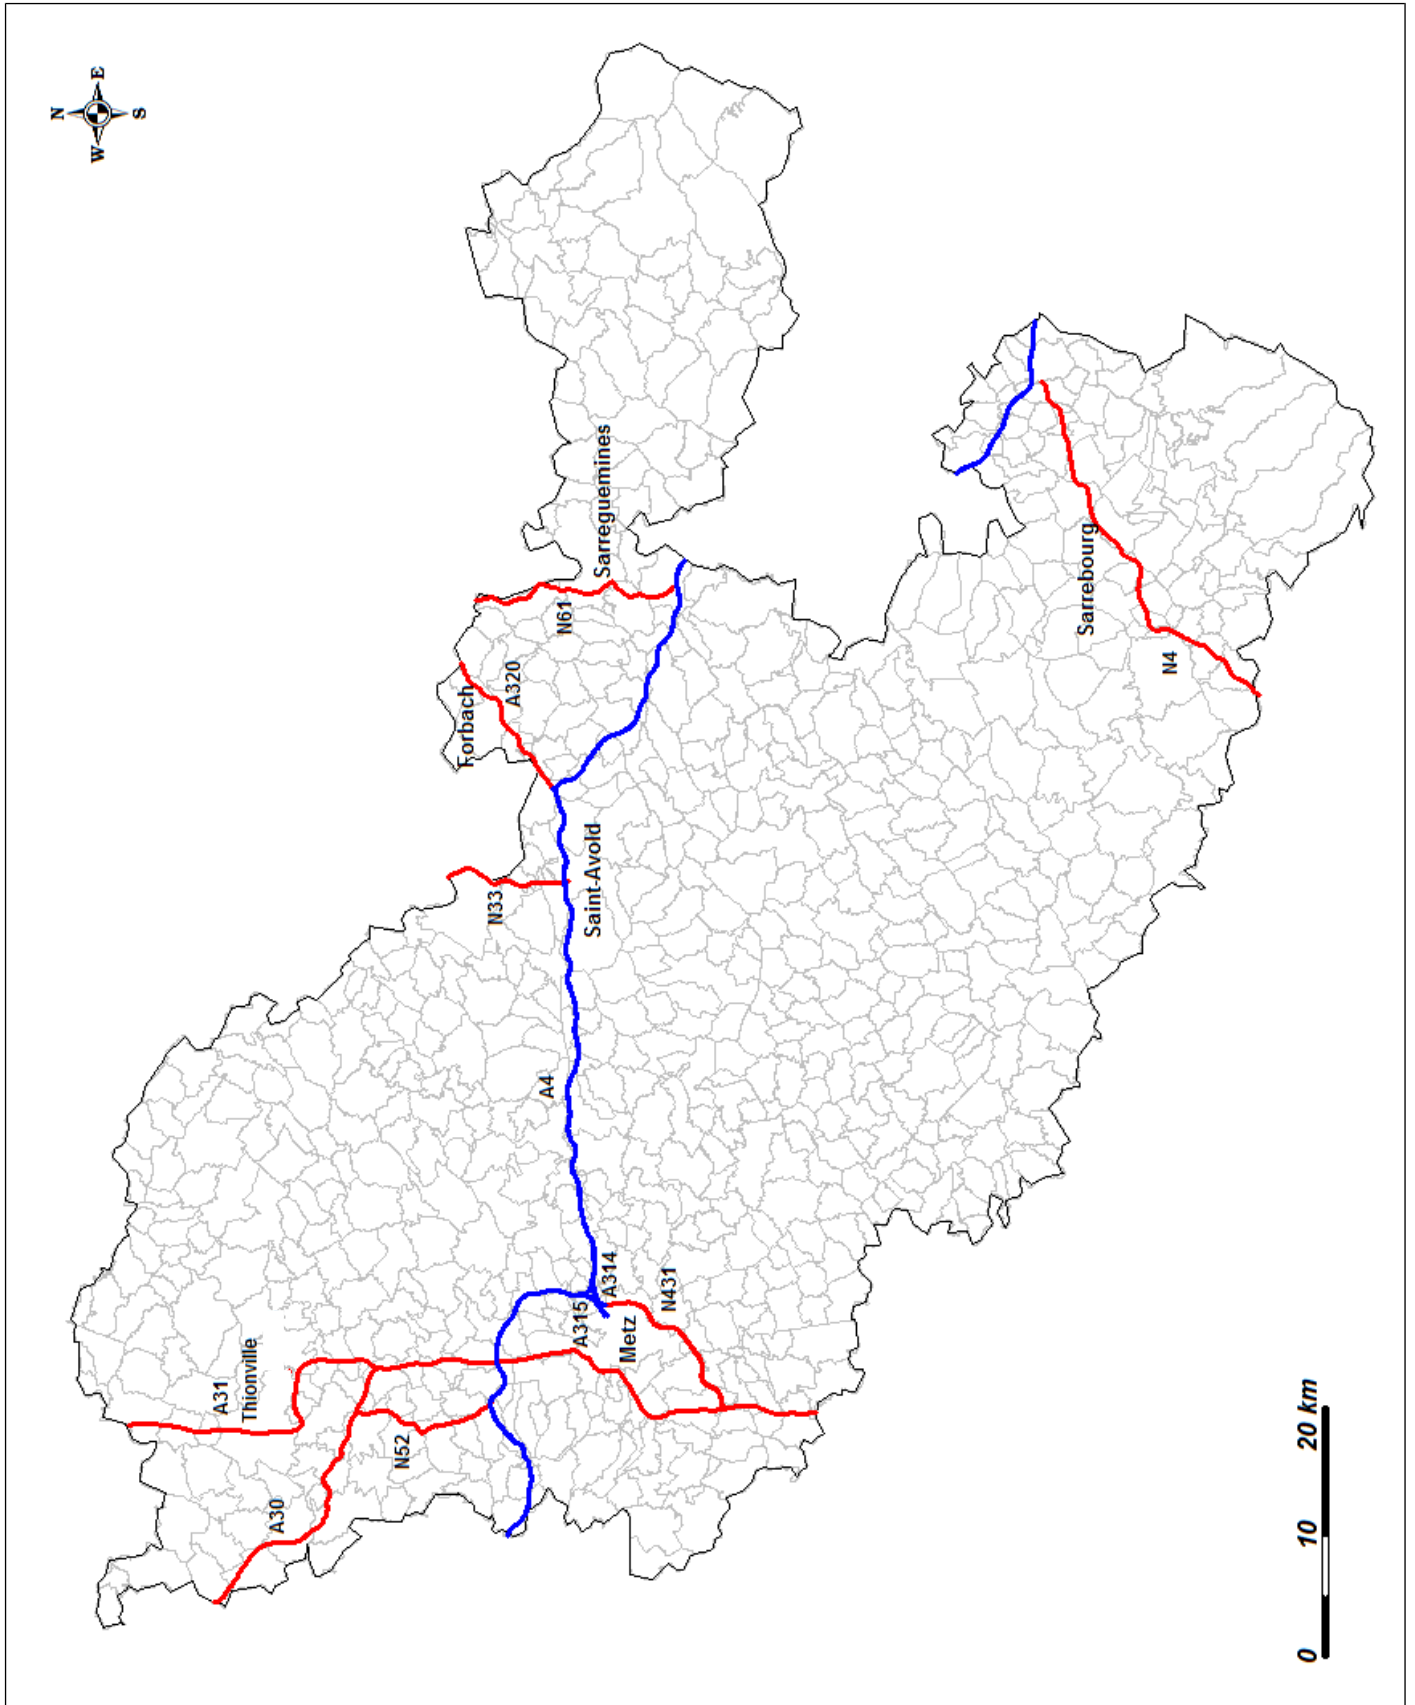 N
W
E
S
Sarreguemines
Forbach
N61
A320
Sarrebourg
N4
N33
Saint-Avold
A4
A31
Thionville
A314
A315
N431
Metz
N52
A30
0 10 20 km